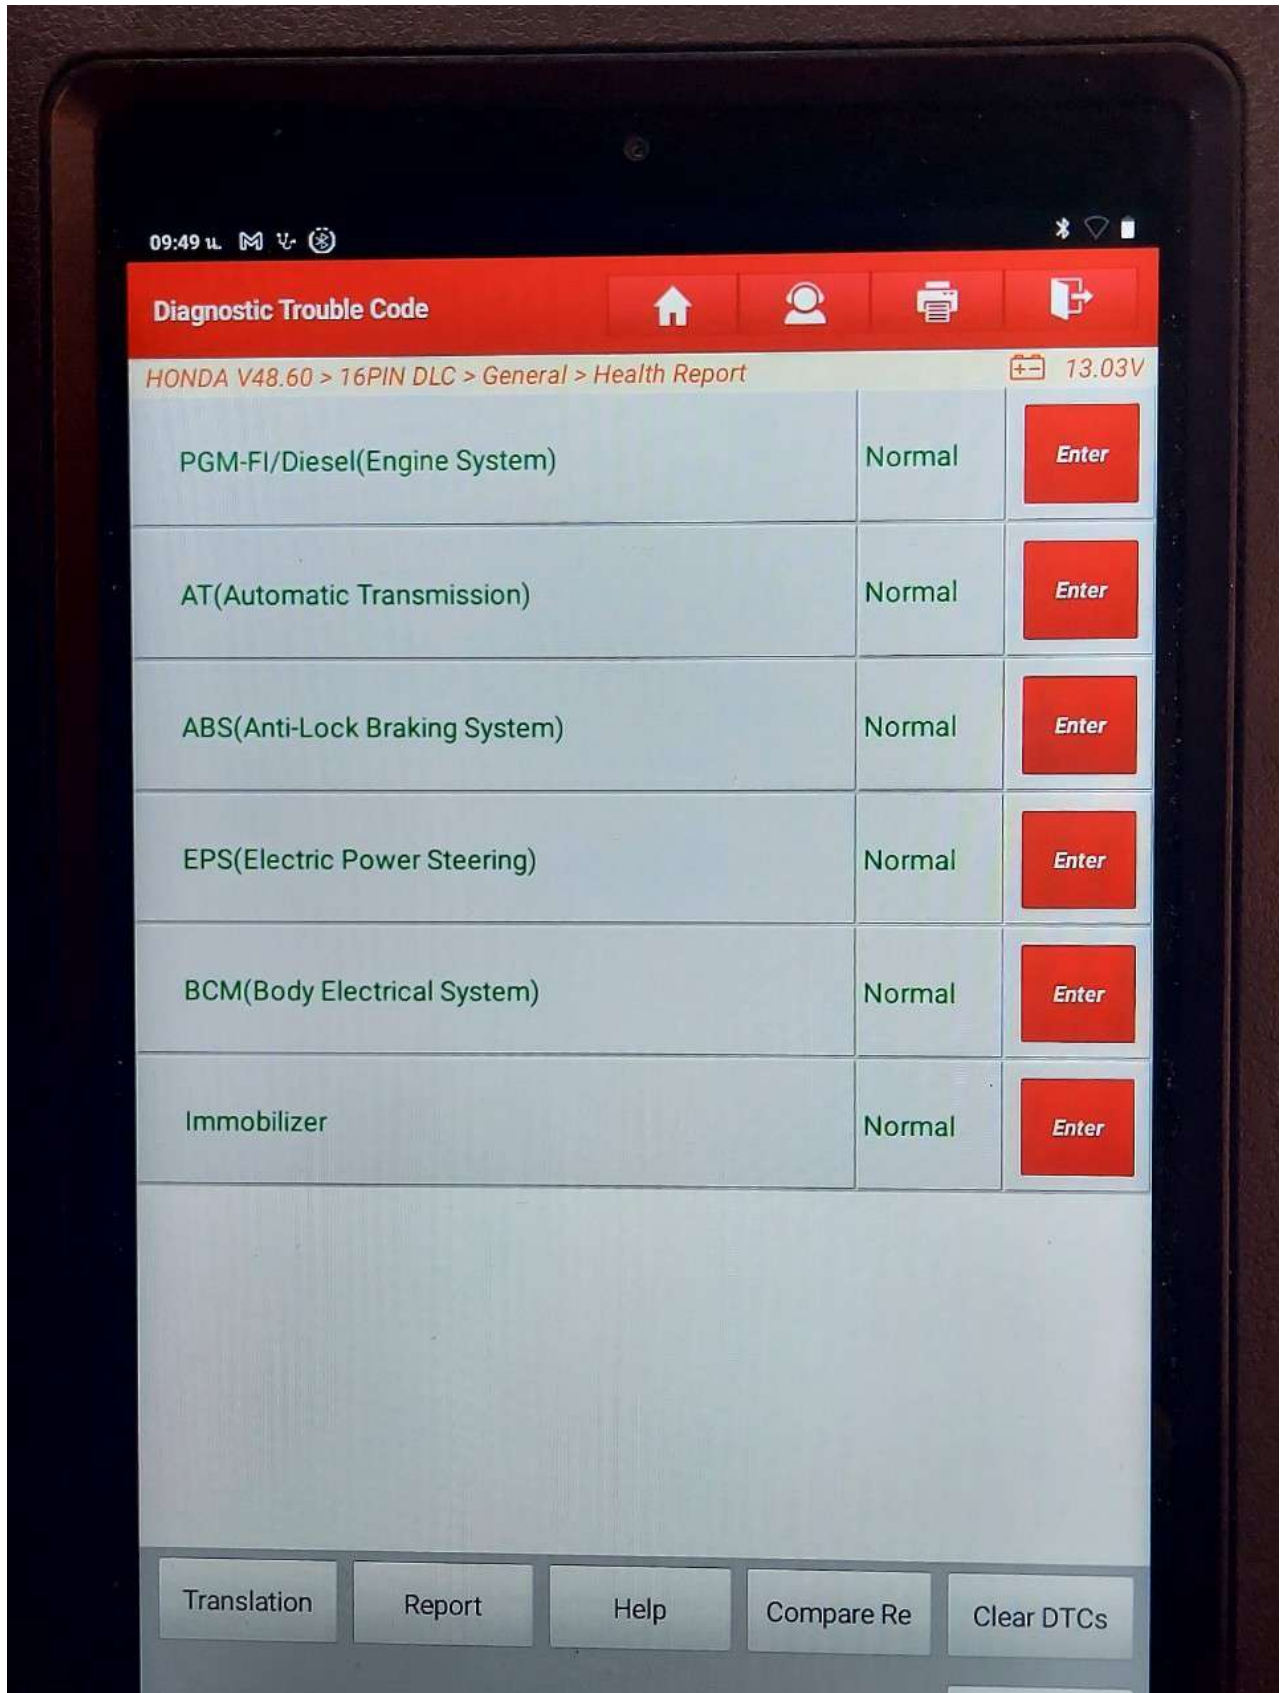 09:49 น.
Diagnostic Trouble Code
HONDA V48.60 > 16PIN DLC > General > Health Report 13.03V
PGM-FI/Diesel(Engine System) Normal Enter
AT(Automatic Transmission) Normal Enter
ABS(Anti-Lock Braking System) Normal Enter
EPS(Electric Power Steering) Normal Enter
BCM(Body Electrical System) Normal Enter
Immobilizer Normal Enter
Translation Report Help Compare Re Clear DTCs